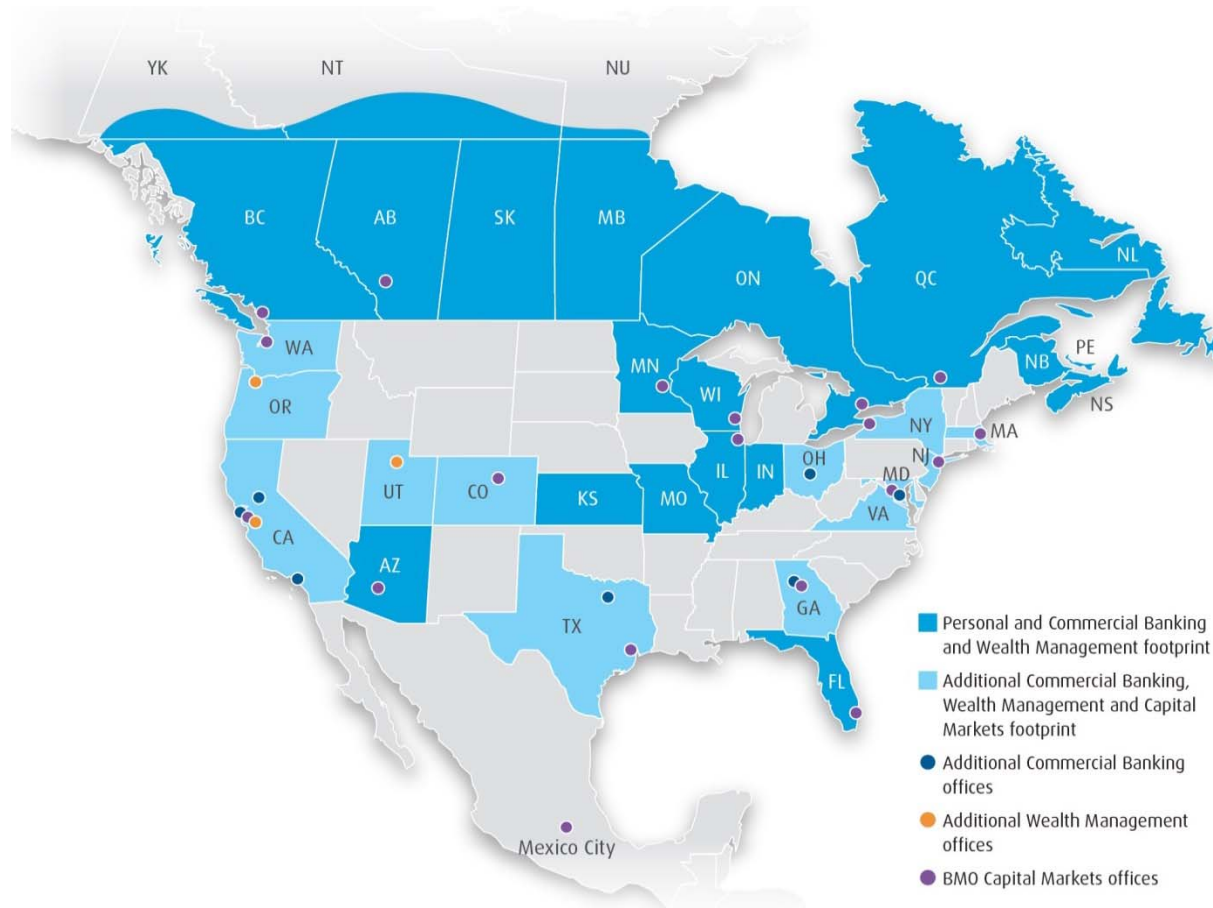 YK
NT
NU
BC
AB
SK
MB
ON
QC
NL
WA
MN
WI
NB
PE
NS
OR
NY
MA
UT
CO
KS
MO
IL
IN
OH
NJ
MD
VA
CA
AZ
TX
GA
FL
Mexico City
Personal and Commercial Banking
and Wealth Management footprint
Additional Commercial Banking,
Wealth Management and Capital
Markets footprint
Additional Commercial Banking
offices
Additional Wealth Management
offices
BMO Capital Markets offices